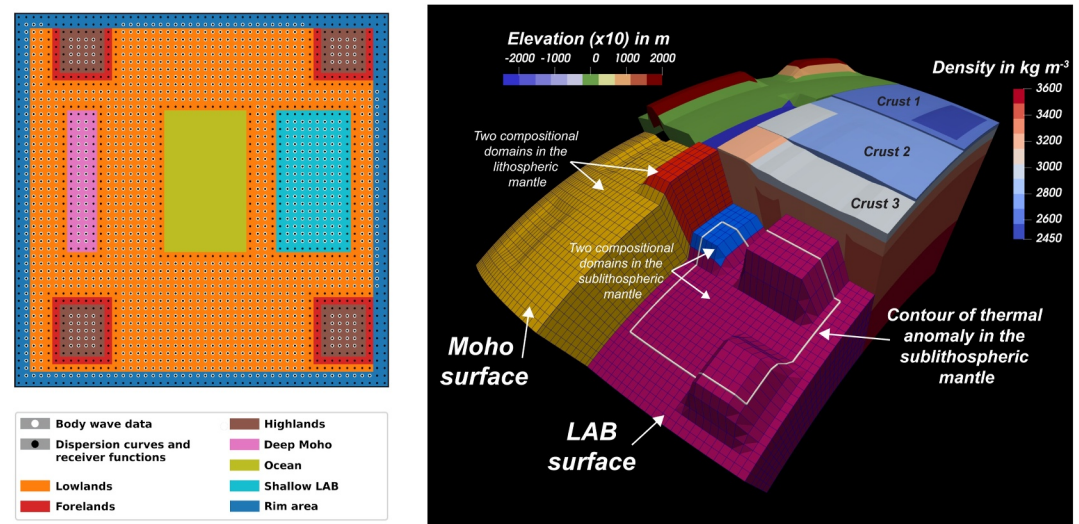 Body wave data
Dispersion curves and
receiver functions
Lowlands
Forelands
Highlands
Deep Moho
Ocean
Shallow LAB
Rim area
Elevation (x10) in m
-2000 -1000 0 1000 2000
Density in kg m-3
3600
3400
3200
3000
2800
2600
2450
Crust 1
Crust 2
Crust 3
Two compositional
domains in the
lithospheric
mantle
Two compositional
domains in the
sublithospheric
mantle
Contour of thermal
anomaly in the
sublithospheric
mantle
Moho
surface
LAB
surface